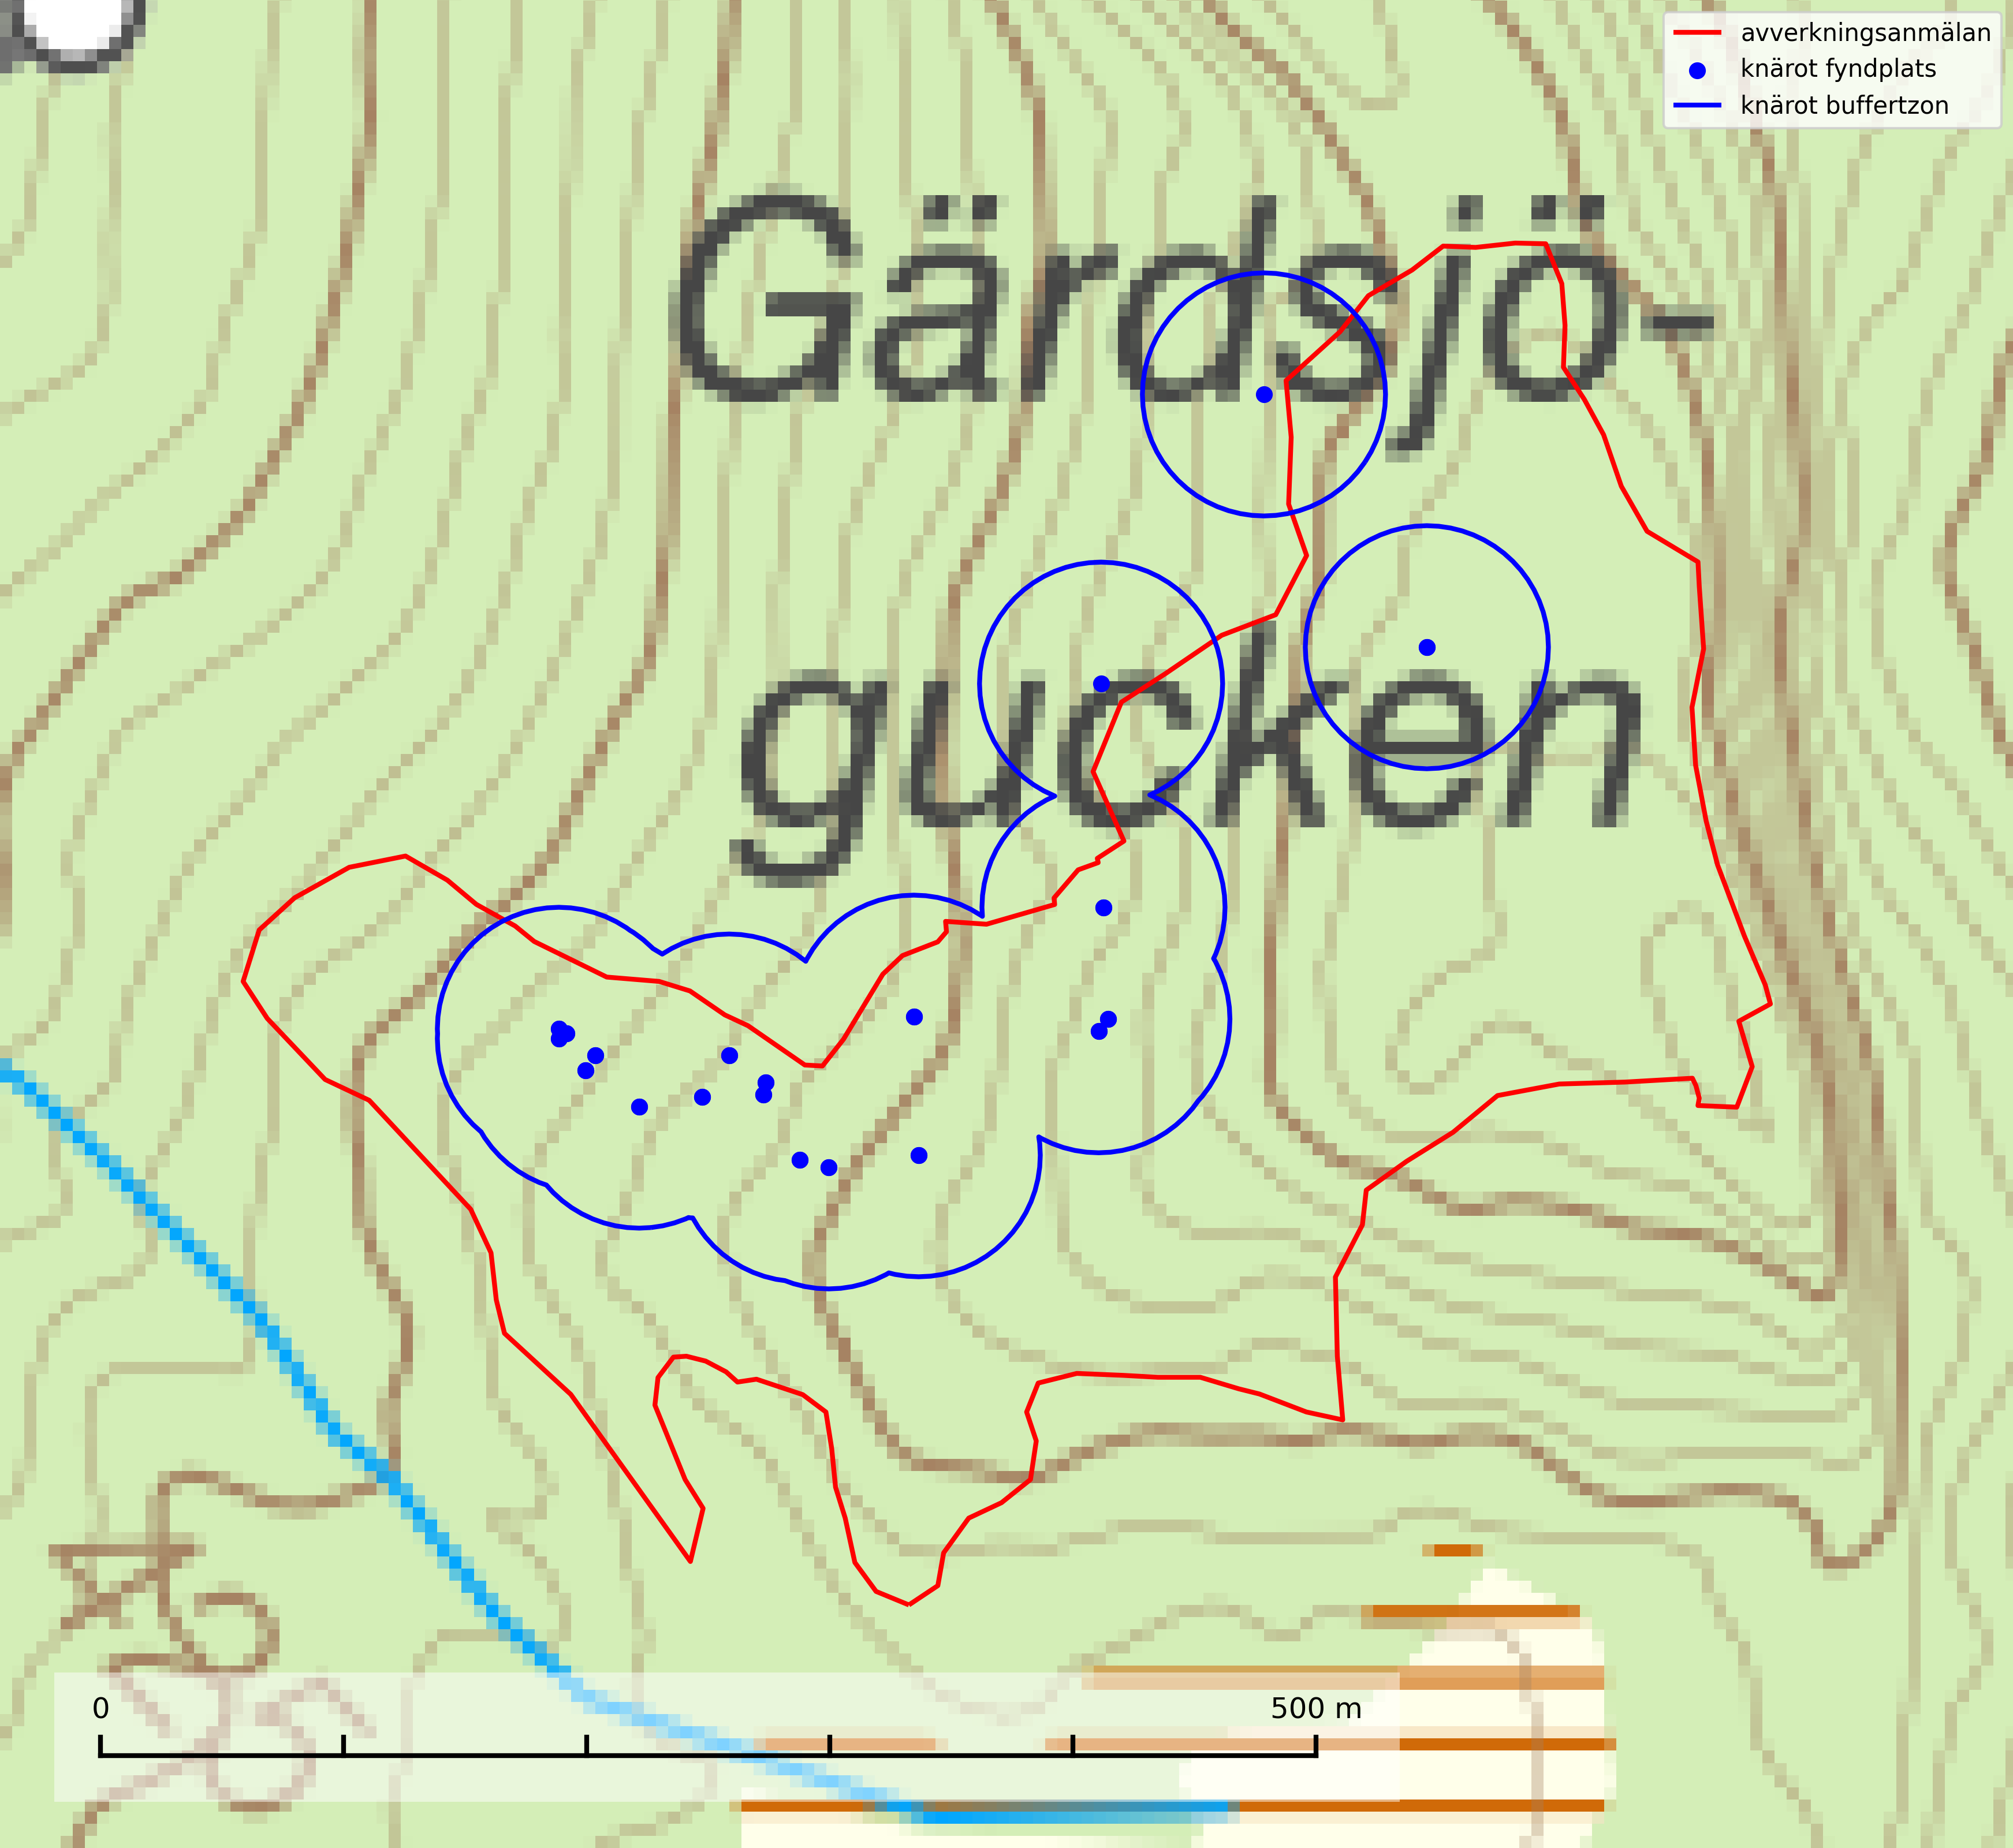 avverkningsanmälan
knärot fyndplats
knärot buffertzon
Gärdsjö-
gucken
0 500 m